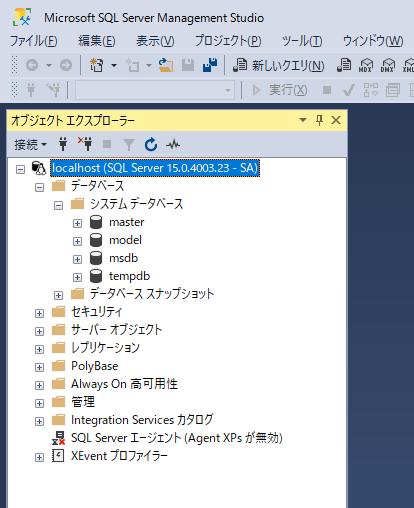 Microsoft SQL Server Management Studio
ファイル(F) 編集(E) 表示(V) プロジェクト(P) ツール(T) ウィンドウ(W)
新しいクエリ(N) MDX DMX XML
実行(X)
オブジェクト エクスプローラー
接続
localhost (SQL Server 15.0.4003.23 - SA)
データベース
システム データベース
master
model
msdb
tempdb
データベース スナップショット
セキュリティ
サーバー オブジェクト
レプリケーション
PolyBase
Always On 高可用性
管理
Integration Services カタログ
SQL Server エージェント (Agent XPs が無効)
XEvent プロファイラー